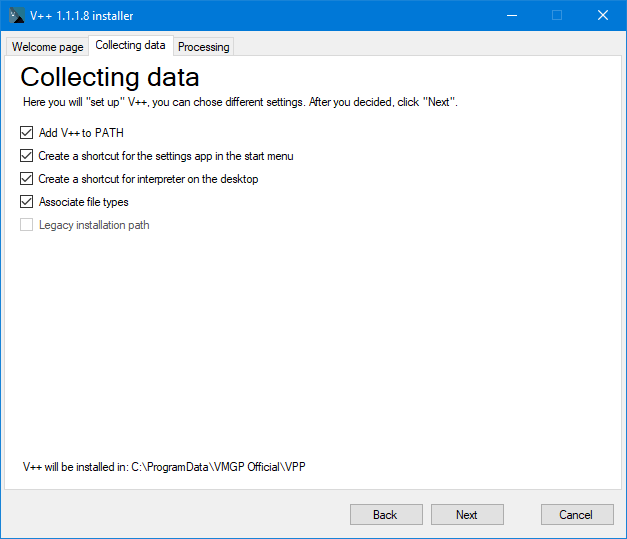 V++ 1.1.1.8 installer
Welcome page Collecting data Processing
Collecting data
Here you will "set up" V++, you can chose different settings. After you decided, click "Next".
Add V++ to PATH
Create a shortcut for the settings app in the start menu
Create a shortcut for interpreter on the desktop
Associate file types
Legacy installation path
V++ will be installed in: C:\ProgramData\VMGP Official\VPP
Back Next Cancel